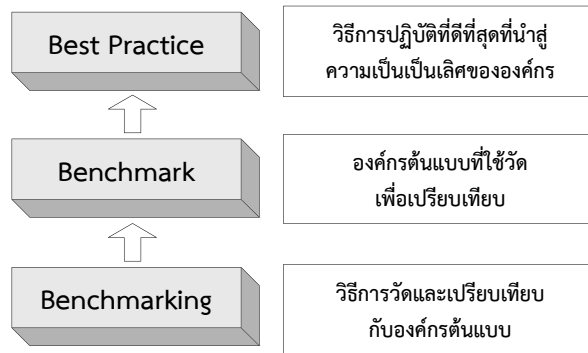 Best Practice
วิธีการปฏิบัติที่ดีที่สุดที่นำสู่
ความเป็นเป็นเลิศขององค์กร
Benchmark
องค์กรต้นแบบที่ใช้วัด
เพื่อเปรียบเทียบ
Benchmarking
วิธีการวัดและเปรียบเทียบ
กับองค์กรต้นแบบ